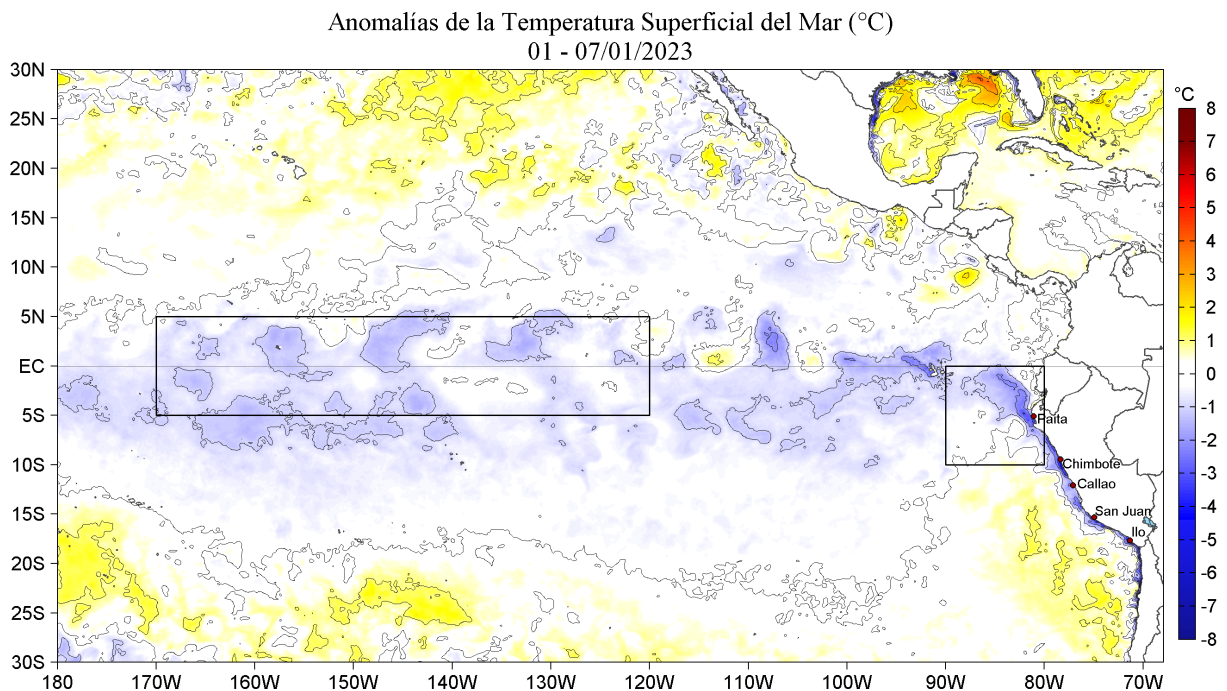 Anomalías de la Temperatura Superficial del Mar (°C)
01 - 07/01/2023
30N
25N
20N
15N
10N
5N
EC
5S
10S
15S
20S
25S
30S
180
170W
160W
150W
140W
130W
120W
110W
100W
90W
80W
70W
Paita
Chimbote
Callao
San Juan
Ilo
°C
8
7
6
5
4
3
2
1
0
-1
-2
-3
-4
-5
-6
-7
-8